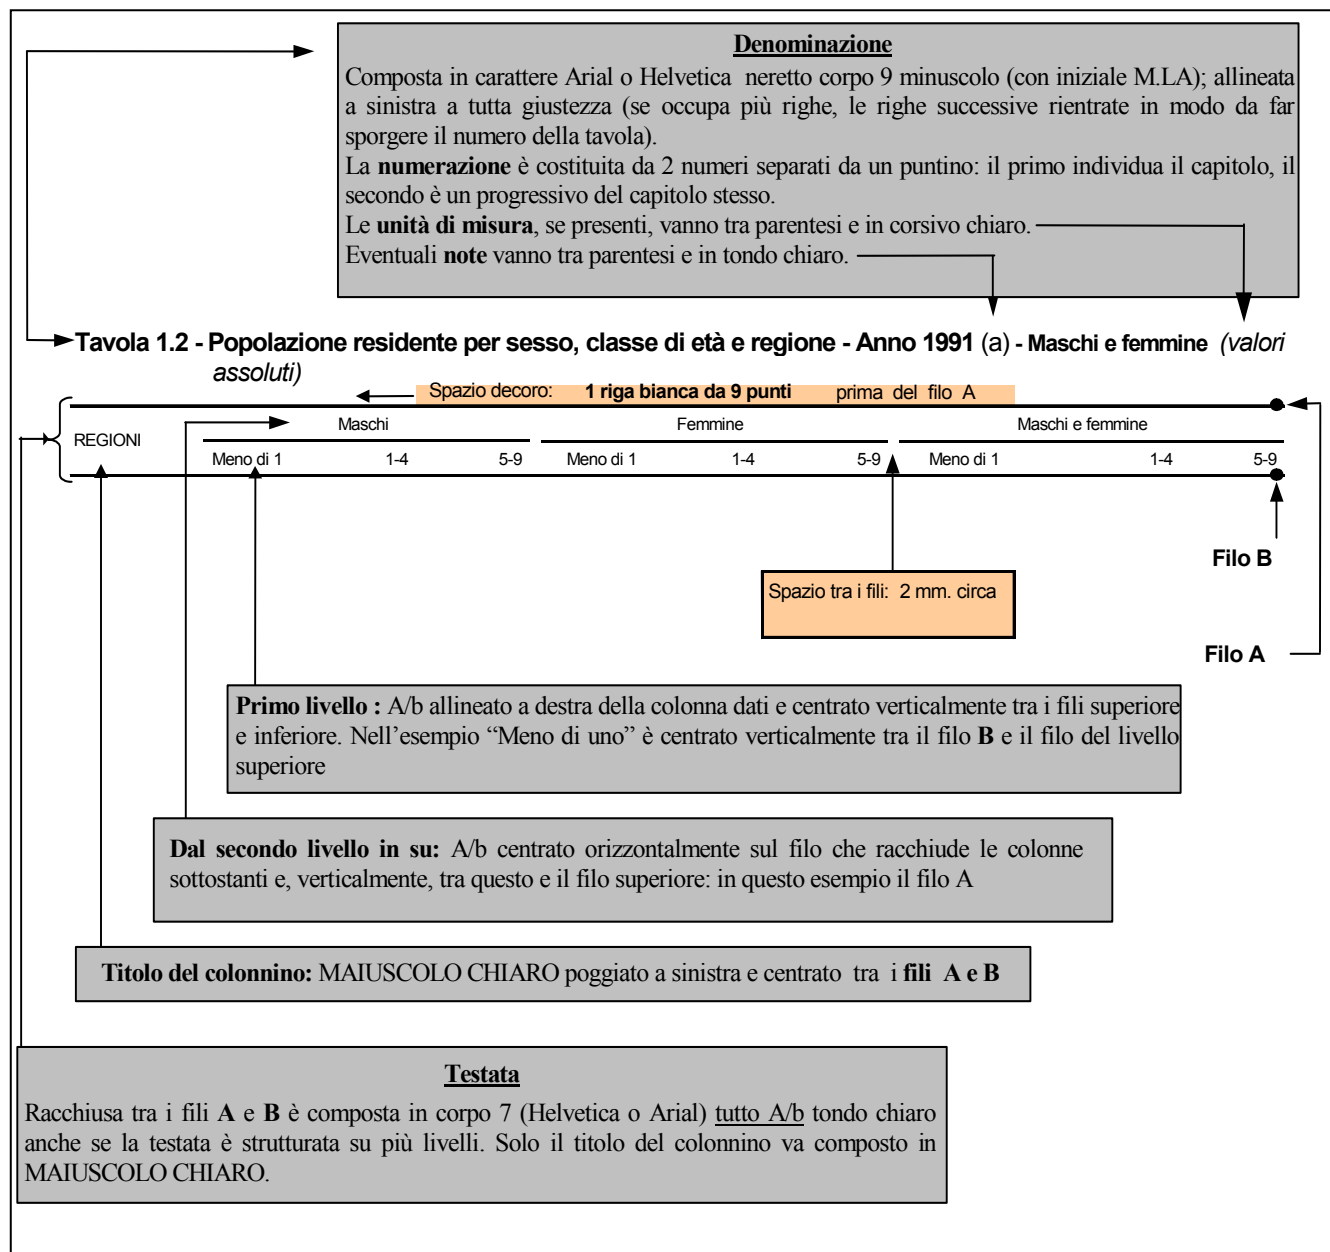 Denominazione
Composta in carattere Arial o Helvetica neretto corpo 9 minuscolo (con iniziale M.LA); allineata
a sinistra a tutta giustezza (se occupa più righe, le righe successive rientrate in modo da far
sporgere il numero della tavola).
La numerazione è costituita da 2 numeri separati da un puntino: il primo individua il capitolo, il
secondo è un progressivo del capitolo stesso.
Le unità di misura, se presenti, vanno tra parentesi e in corsivo chiaro.
Eventuali note vanno tra parentesi e in tondo chiaro.
Tavola 1.2 - Popolazione residente per sesso, classe di età e regione - Anno 1991 (a) - Maschi e femmine (valori
assoluti)
Spazio decoro: 1 riga bianca da 9 punti prima del filo A
REGIONI
Maschi Femmine Maschi e femmine
Meno di 1 1-4 5-9 Meno di 1 1-4 5-9 Meno di 1 1-4 5-9
Filo B
Spazio tra i fili: 2 mm. circa
Filo A
Primo livello : A/b allineato a destra della colonna dati e centrato verticalmente tra i fili superiore
e inferiore. Nell'esempio “Meno di uno” è centrato verticalmente tra il filo B e il filo del livello
superiore
Dal secondo livello in su: A/b centrato orizzontalmente sul filo che racchiude le colonne
sottostanti e, verticalmente, tra questo e il filo superiore: in questo esempio il filo A
Titolo del colonnino: MAIUSCOLO CHIARO poggiato a sinistra e centrato tra i fili A e B
Testata
Racchiusa tra i fili A e B è composta in corpo 7 (Helvetica o Arial) tutto A/b tondo chiaro
anche se la testata è strutturata su più livelli. Solo il titolo del colonnino va composto in
MAIUSCOLO CHIARO.